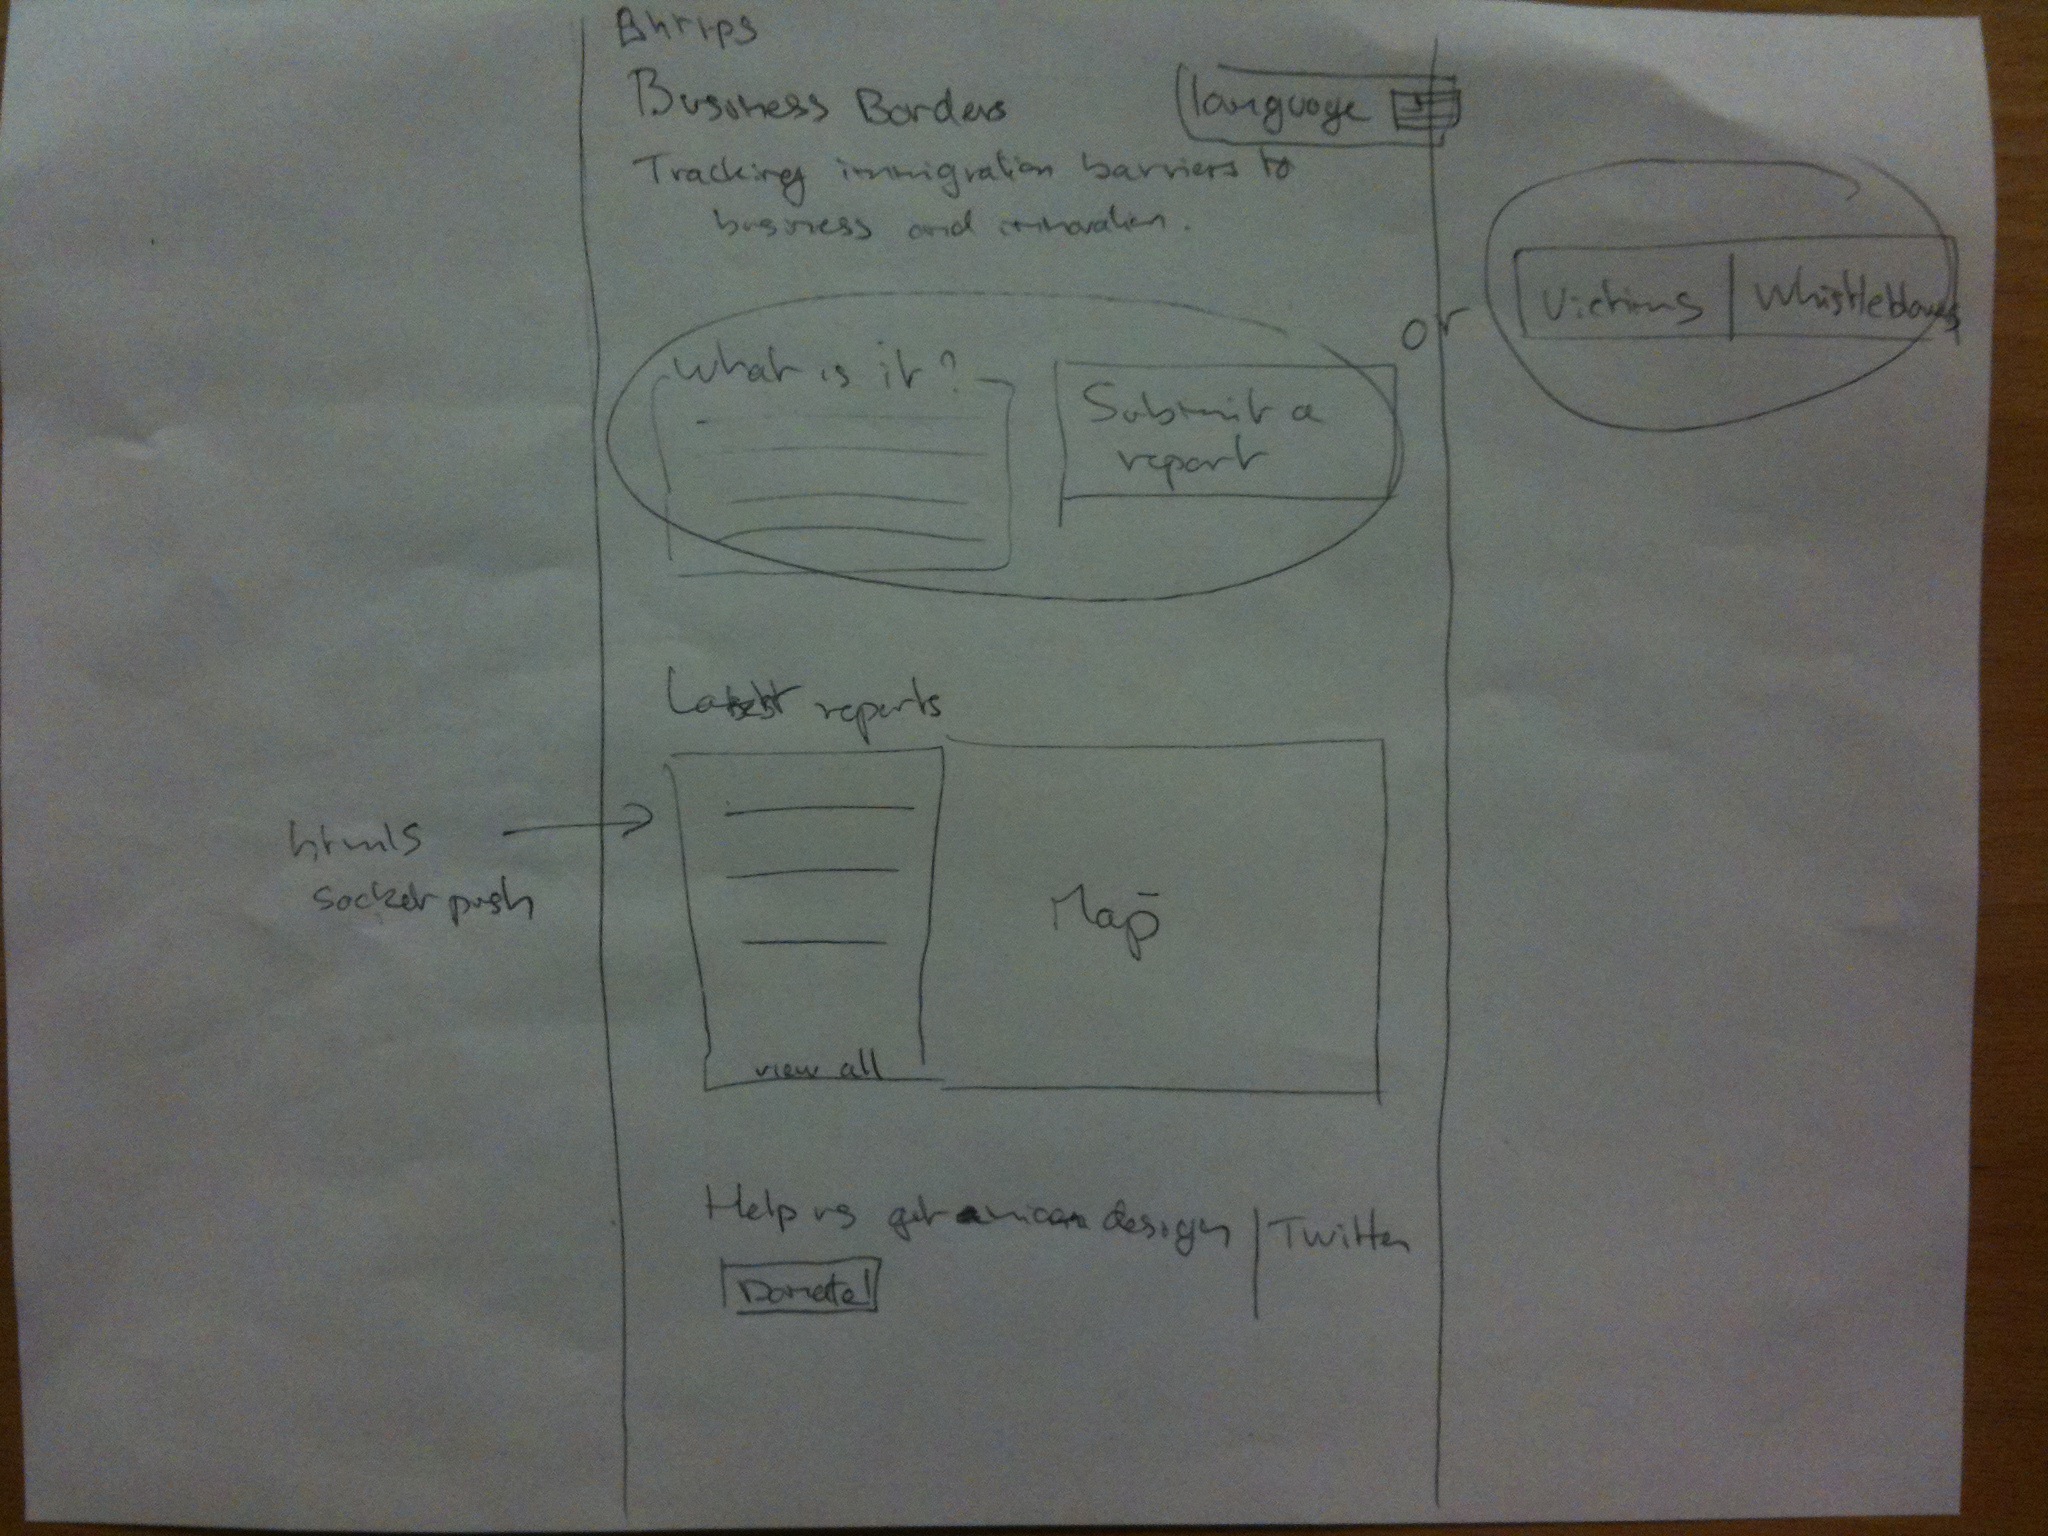 Business Borders
language
Tracking immigration barriers to
business and innovation.
or
Victims | Whistleblowers
What is it?
Submit a
report
Latest reports
html5
socket push
Map
view all
Help us get a nicer design | Twitter
Donate!